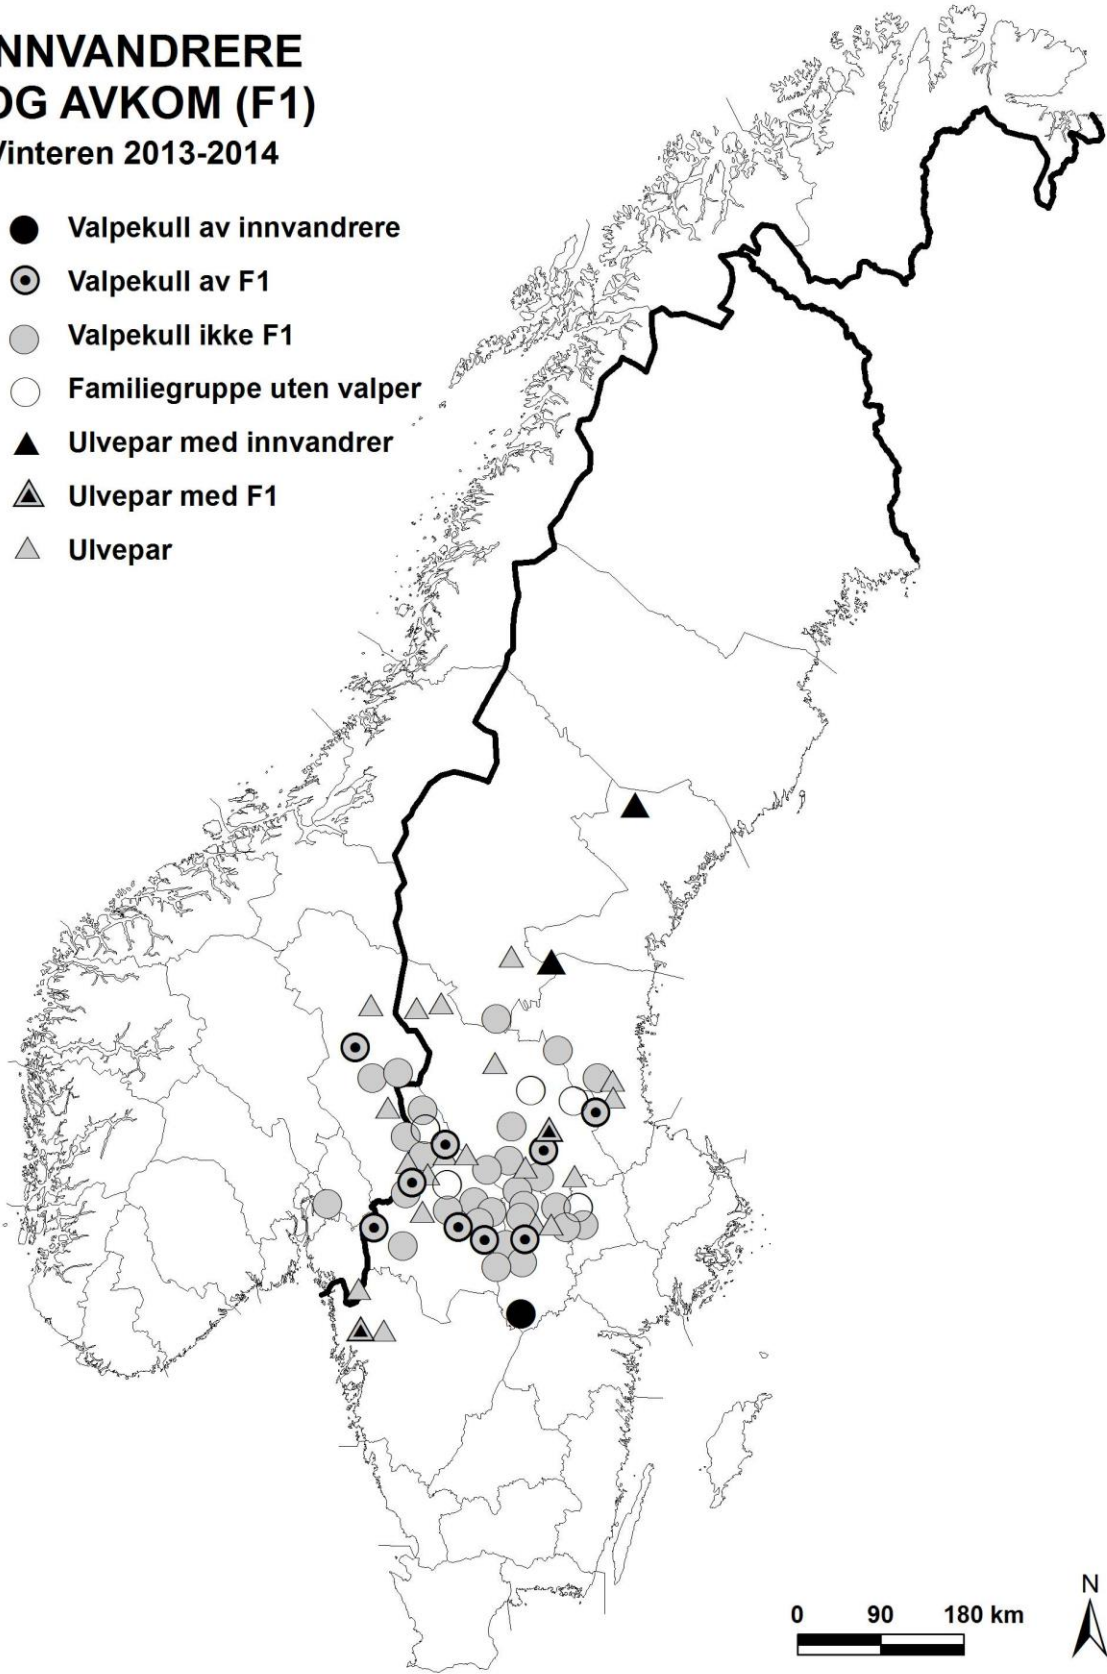 NNVANDRERE
OG AVKOM (F1)
Vinteren 2013-2014
Valpekull av innvandrere
Valpekull av F1
Valpekull ikke F1
Familiegruppe uten valper
Ulvepar med innvandrer
Ulvepar med F1
Ulvepar
0 90 180 km
N